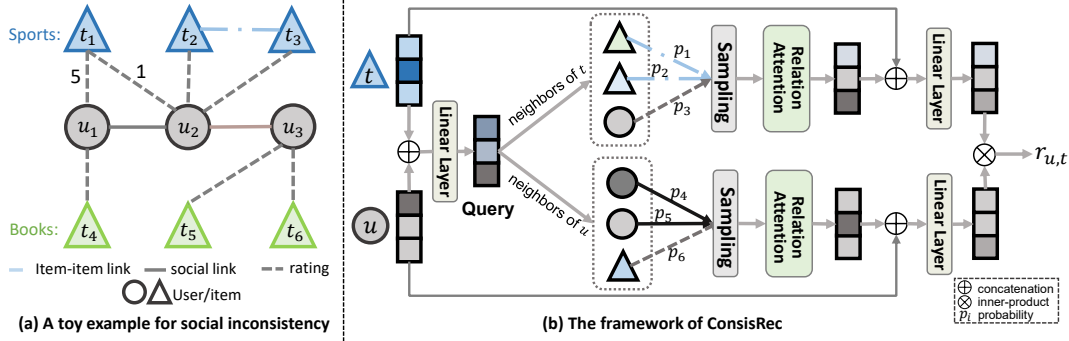 Sports:
t1
t2
t3
5
1
u1
u2
u3
Books:
t4
t5
t6
Item-item link
social link
rating
User/item
(a) A toy example for social inconsistency
t
u
Linear Layer
Query
neighbors of t
neighbors of u
p1
p2
p3
p4
p5
p6
Sampling
Relation
Attention
Linear Layer
Sampling
Relation
Attention
Linear Layer
r_{u,t}
concatenation
inner-product
p_i probability
(b) The framework of ConsisRec